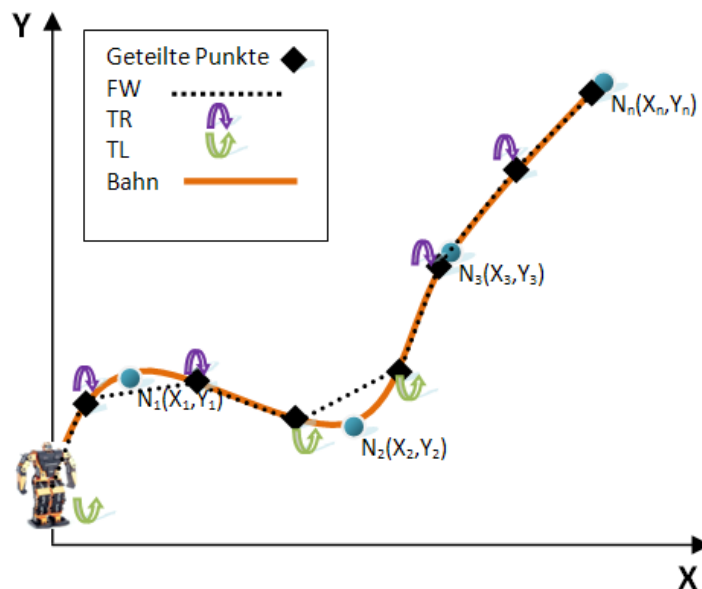 Y
Geteilte Punkte
FW
TR
TL
Bahn
Nn(Xn,Yn)
N3(X3,Y3)
N1(X1,Y1)
N2(X2,Y2)
X